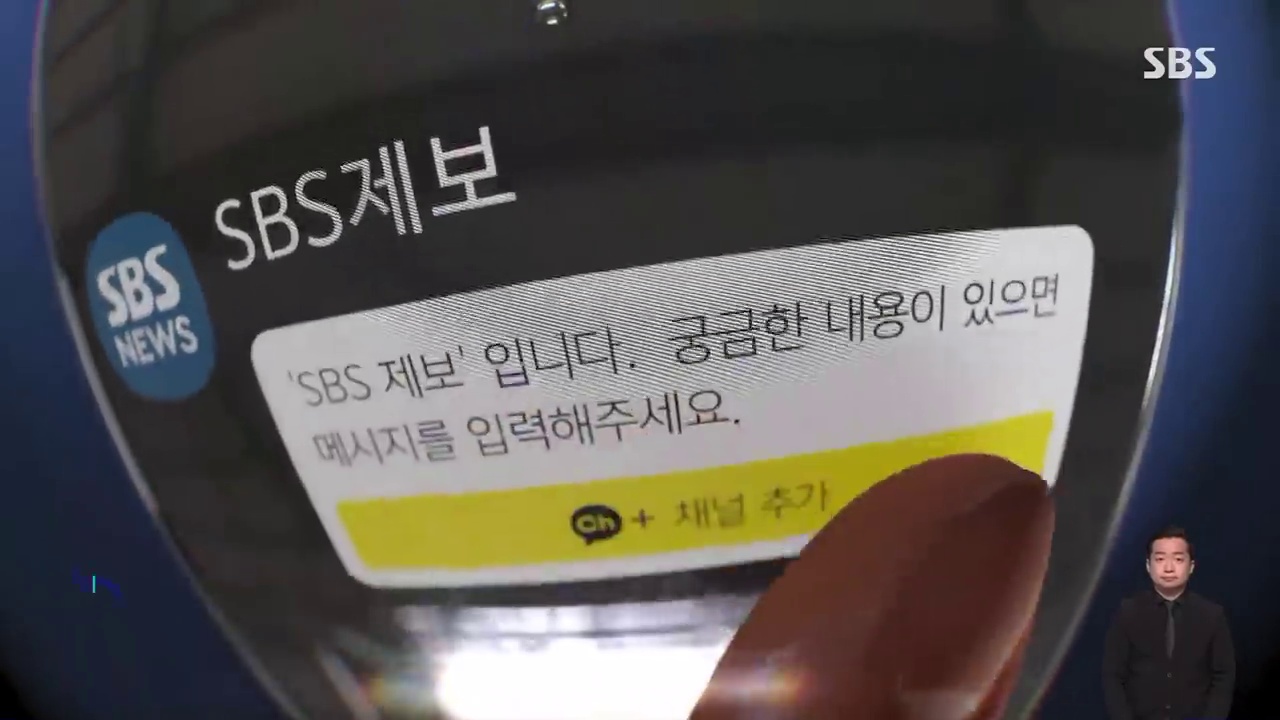 SBS
SBS제보
SBS
NEWS
'SBS 제보' 입니다. 궁금한 내용이 있으면
메시지를 입력해주세요.
Ch + 채널 추가